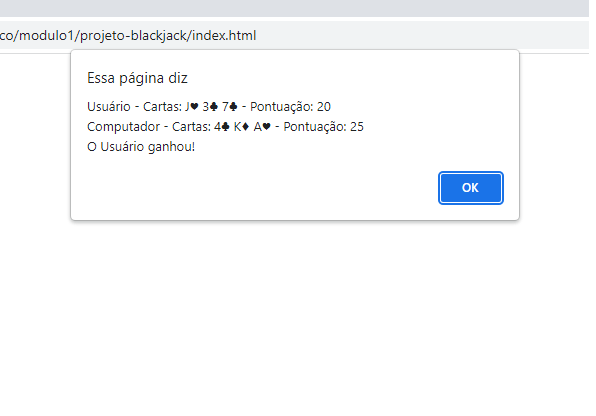 co/modulo1/projeto-blackjack/index.html
Essa página diz
Usuário - Cartas: J♥ 3♣ 7♣ - Pontuação: 20
Computador - Cartas: 4♣ K♦ A♥ - Pontuação: 25
O Usuário ganhou!
OK